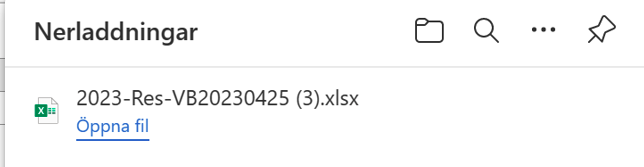 Nerladdningar
2023-Res-VB20230425 (3).xlsx
Öppna fil